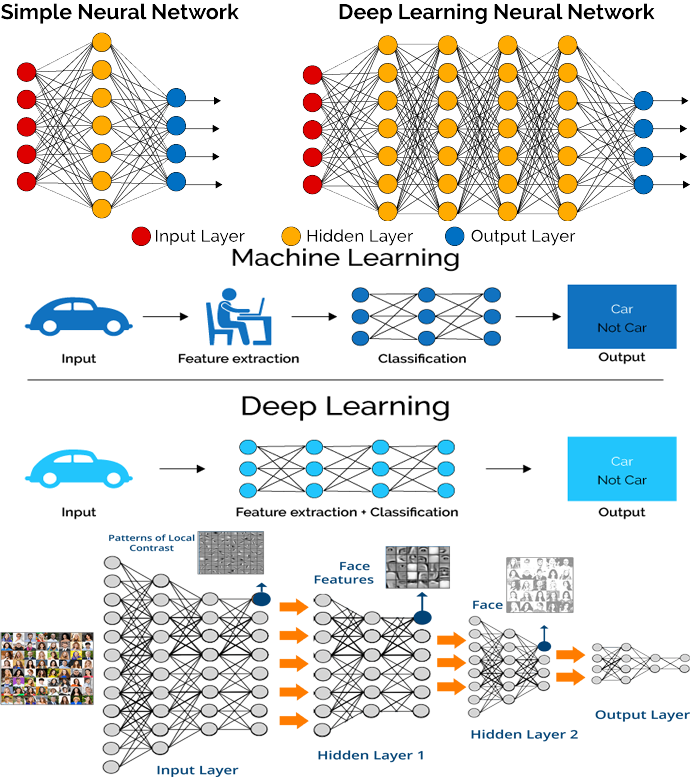 Simple Neural Network
Deep Learning Neural Network
Input Layer
Hidden Layer
Output Layer
Machine Learning
Car
Not Car
Input
Feature extraction
Classification
Output
Deep Learning
Car
Not Car
Input
Feature extraction + Classification
Output
Patterns of Local
Contrast
Face
Features
Face
Input Layer
Hidden Layer 1
Hidden Layer 2
Output Layer